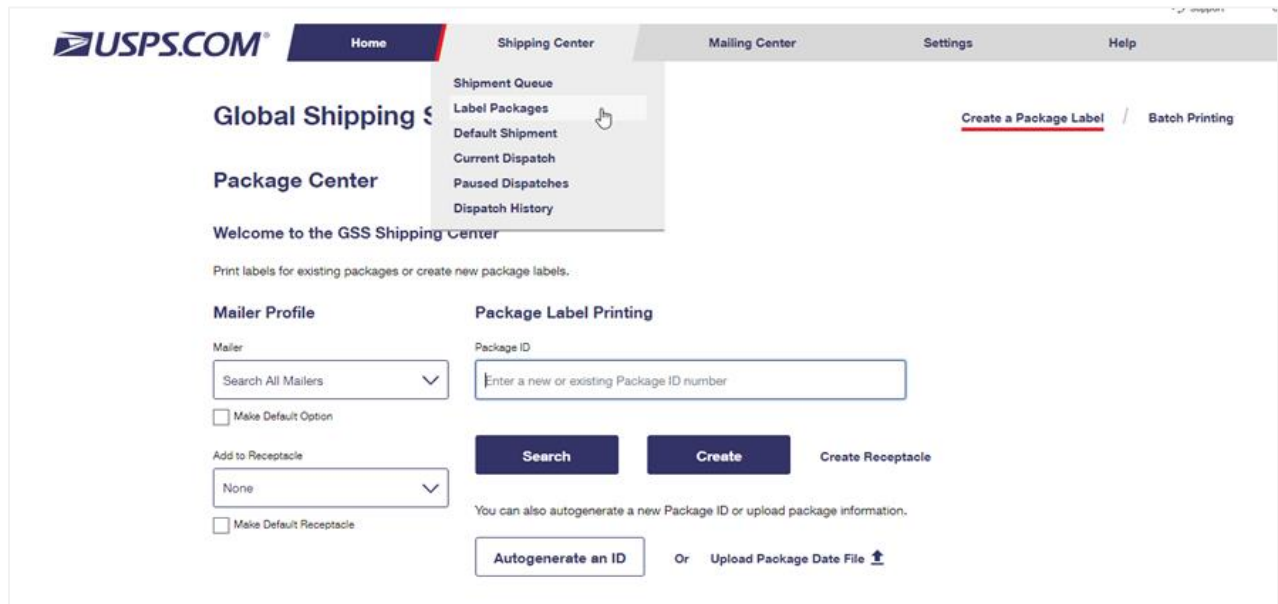 Support
USPS.COM®
Home
Shipping Center
Mailing Center
Settings
Help
Shipment Queue
Label Packages
Default Shipment
Current Dispatch
Paused Dispatches
Dispatch History
Global Shipping S
Create a Package Label / Batch Printing
Package Center
Welcome to the GSS Shipping Center
Print labels for existing packages or create new package labels.
Mailer Profile
Mailer
Search All Mailers
Make Default Option
Add to Receptacle
None
Make Default Receptacle
Package Label Printing
Package ID
Enter a new or existing Package ID number
Search
Create
Create Receptacle
You can also autogenerate a new Package ID or upload package information.
Autogenerate an ID
Or
Upload Package Date File